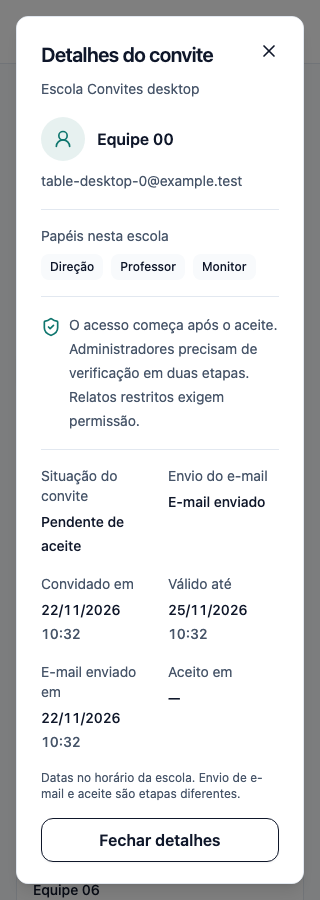 Detalhes do convite
Escola Convites desktop
Equipe 00
table-desktop-0@example.test
Papéis nesta escola
Direção Professor Monitor
O acesso começa após o aceite.
Administradores precisam de
verificação em duas etapas.
Relatos restritos exigem
permissão.
Situação do
convite
Pendente de
aceite
Envio do e-mail
E-mail enviado
Convidado em
22/11/2026
10:32
Válido até
25/11/2026
10:32
E-mail enviado
em
22/11/2026
10:32
Aceito em
—
Datas no horário da escola. Envio de e-
mail e aceite são etapas diferentes.
Fechar detalhes
Equipe 06